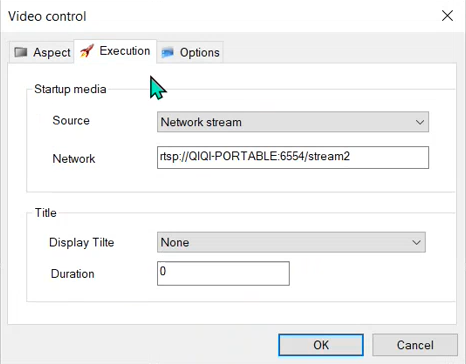 Video control
Aspect Execution Options
Startup media
Source Network stream
Network rtsp://QIQI-PORTABLE:6554/stream2
Title
Display Tilte None
Duration 0
OK Cancel